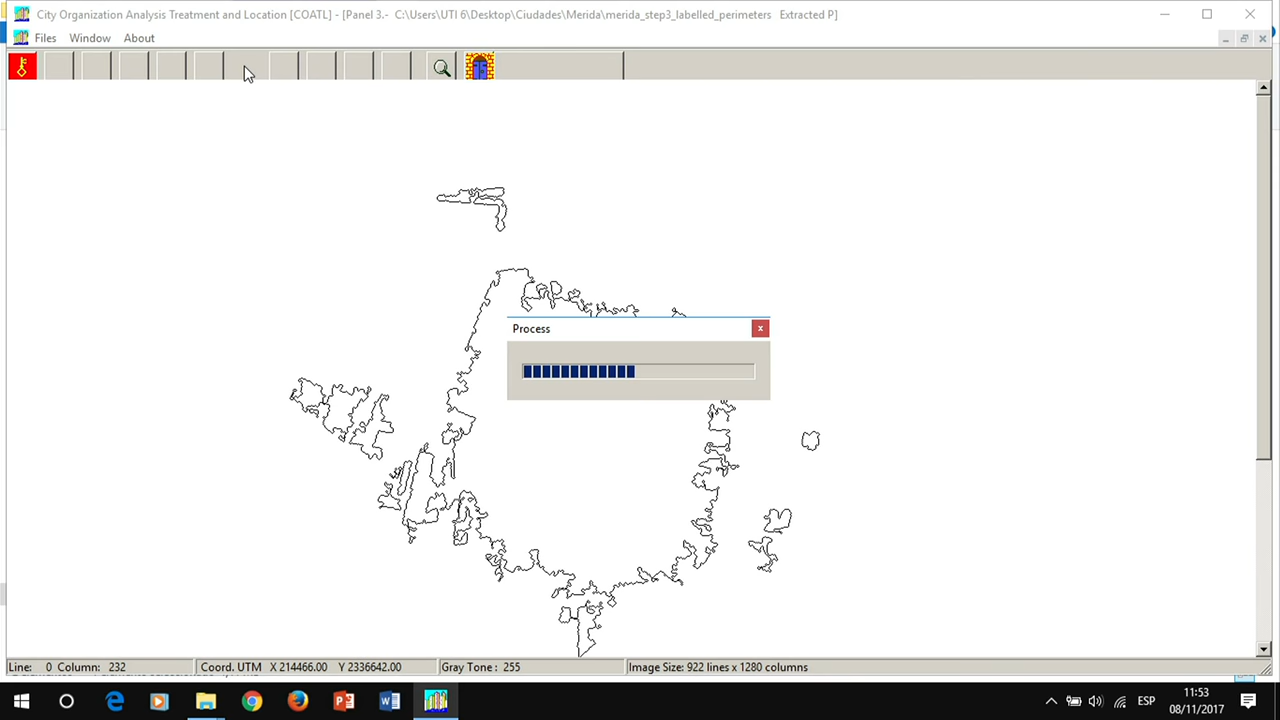 City Organization Analysis Treatment and Location [COATL] - [Panel 3.- C:\Users\UTI 6\Desktop\Ciudades\Merida\merida_step3_labelled_perimeters Extracted P]
Files Window About
Process
Line: 0 Column: 232 Coord. UTM X 214466.00 Y 2336642.00 Gray Tone : 255 Image Size: 922 lines x 1280 columns
ESP
11:53
08/11/2017